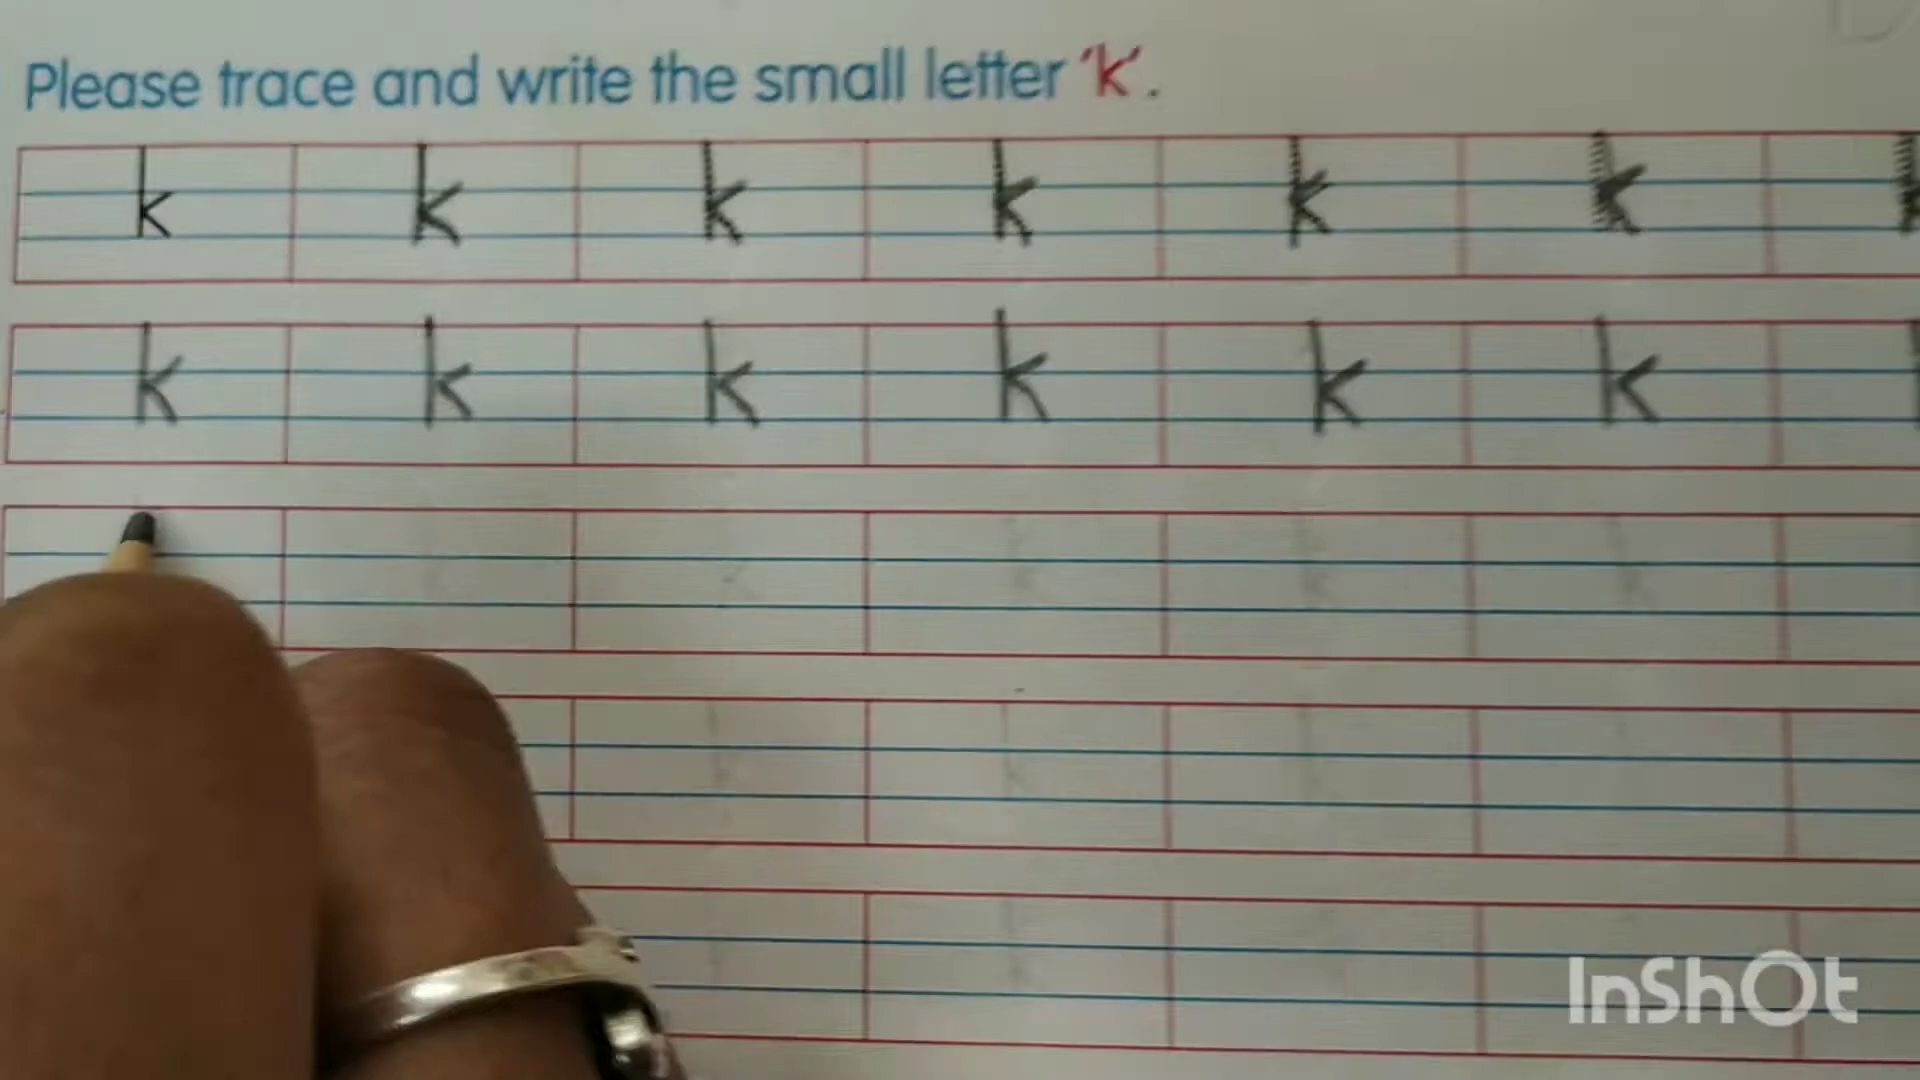 Please trace and write the small letter 'k'.
k k k k k k k
k k k k k k
InShOt